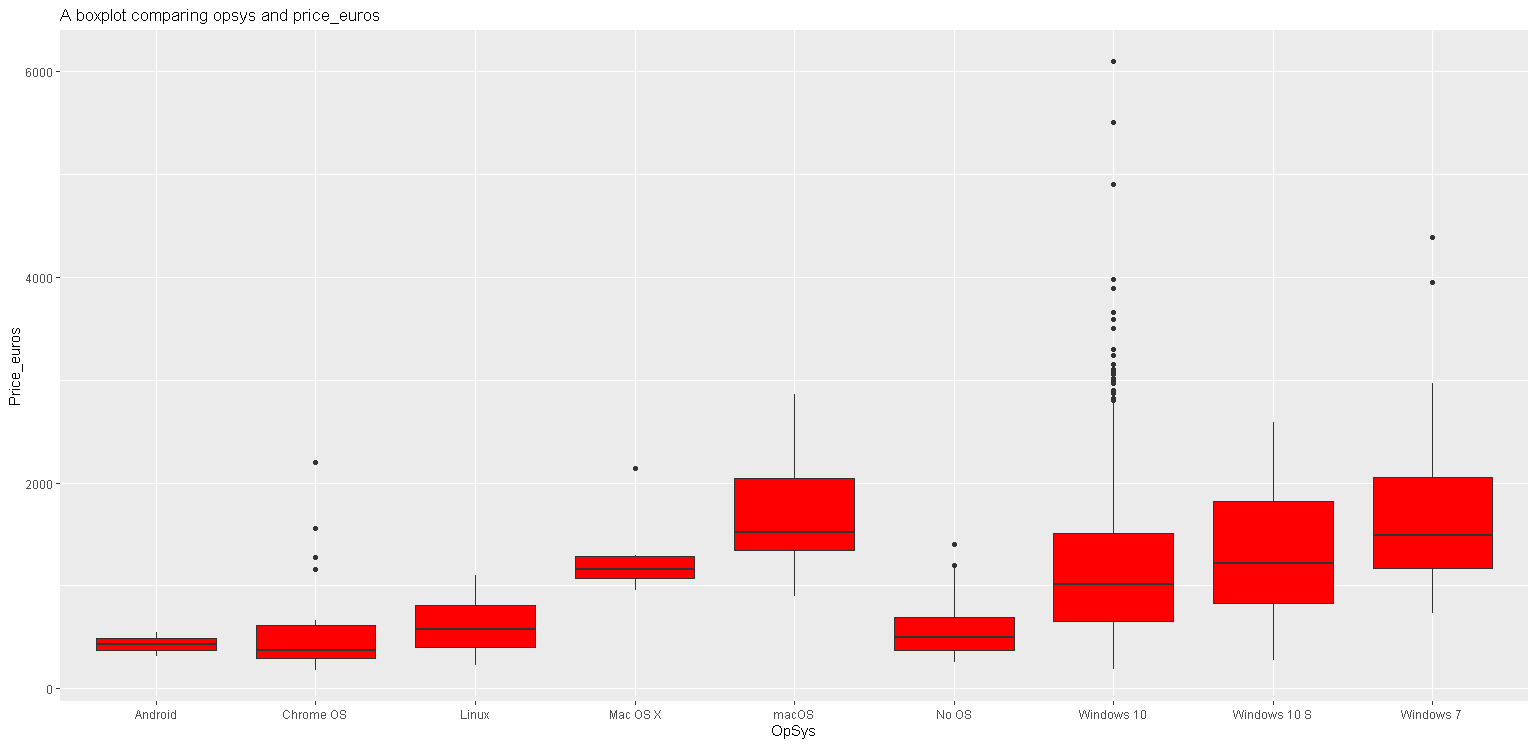 A boxplot comparing opsys and price_euros
6000
4000
2000
0
Price_euros
Android Chrome OS Linux Mac OS X macOS No OS Windows 10 Windows 10 S Windows 7
OpSys